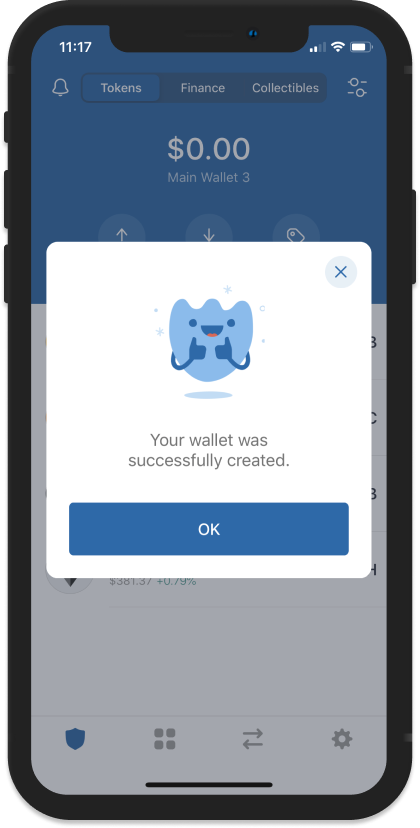 11:17
Tokens Finance Collectibles
$0.00
Main Wallet 3
B
Your wallet was
C
successfully created.
B
OK
H
$381.37 +0.79%